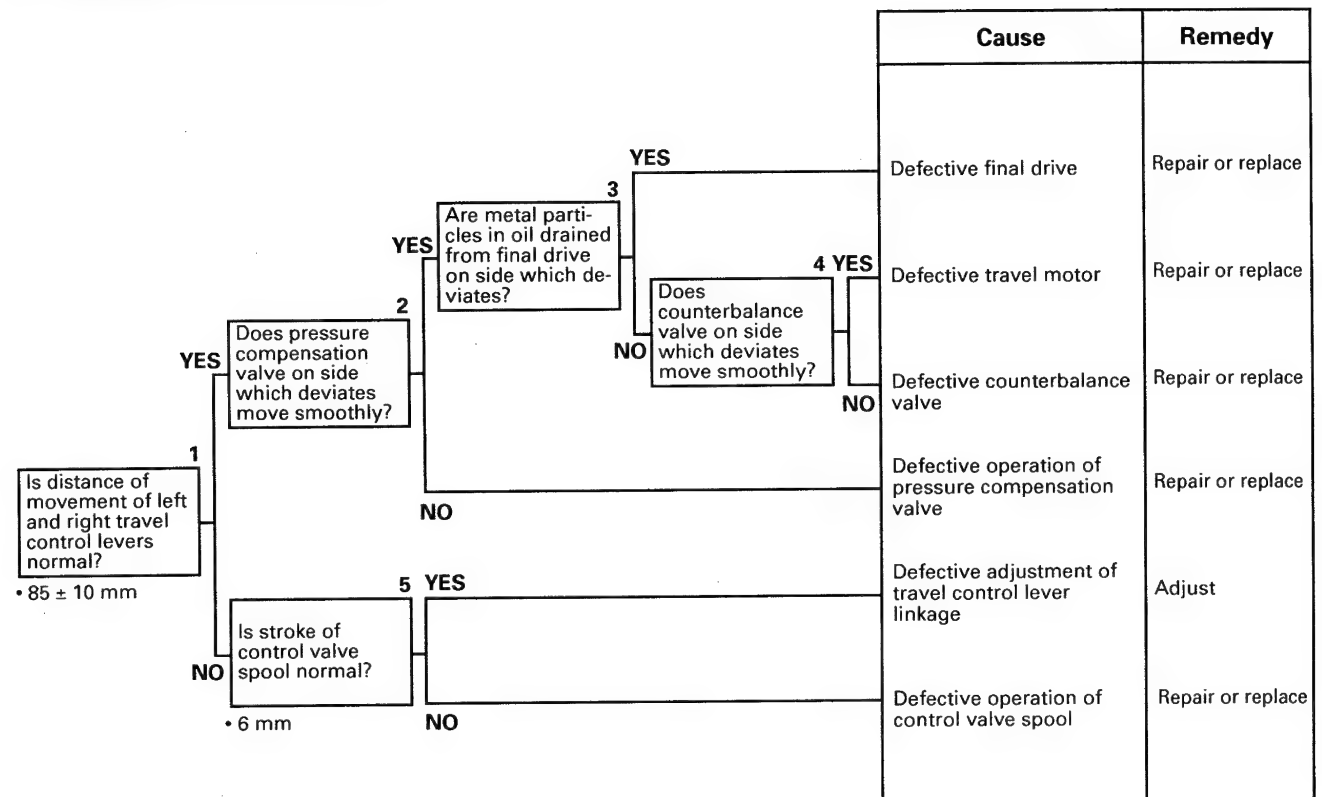 Cause
Remedy
YES
Defective final drive
Repair or replace
3
Are metal parti-
cles in oil drained
from final drive
on side which de-
viates?
YES
4 YES
Defective travel motor
Repair or replace
Does
counterbalance
valve on side
which deviates
move smoothly?
NO
2
Does pressure
compensation
valve on side
which deviates
move smoothly?
YES
Defective counterbalance
valve
Repair or replace
NO
1
Is distance of
movement of left
and right travel
control levers
normal?
• 85 ± 10 mm
Defective operation of
pressure compensation
valve
Repair or replace
NO
5 YES
Defective adjustment of
travel control lever
linkage
Adjust
Is stroke of
control valve
spool normal?
NO
• 6 mm
NO
Defective operation of
control valve spool
Repair or replace